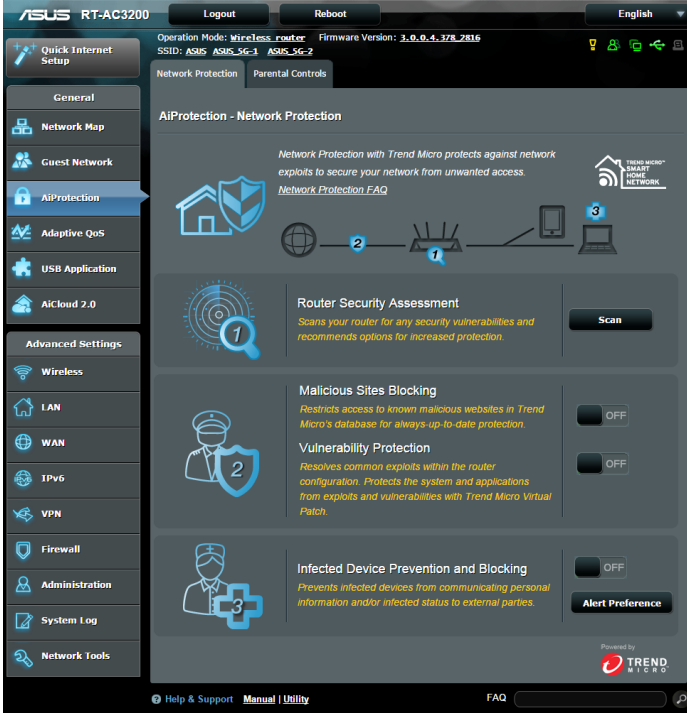 ASUS RT-AC3200 Logout Reboot English
Quick Internet Setup
Operation Mode: Wireless router Firmware Version: 3.0.0.4.378_2816
SSID: ASUS ASUS_5G-1 ASUS_5G-2
Network Protection Parental Controls
General
Network Map
Guest Network
AiProtection
Adaptive QoS
USB Application
AiCloud 2.0
Advanced Settings
Wireless
LAN
WAN
IPv6
VPN
Firewall
Administration
System Log
Network Tools
AiProtection - Network Protection
Network Protection with Trend Micro protects against network
exploits to secure your network from unwanted access.
Network Protection FAQ
TREND MICRO™
SMART
HOME
NETWORK
2
1
3
1
Router Security Assessment
Scans your router for any security vulnerabilities and
recommends options for increased protection.
Scan
2
Malicious Sites Blocking
Restricts access to known malicious websites in Trend
Micro's database for always-up-to-date protection.
OFF
Vulnerability Protection
Resolves common exploits within the router
configuration. Protects the system and applications
from exploits and vulnerabilities with Trend Micro Virtual
Patch.
OFF
3
Infected Device Prevention and Blocking
Prevents infected devices from communicating personal
information and/or infected status to external parties.
OFF
Alert Preference
Powered by
TREND
MICRO
Help & Support Manual | Utility FAQ